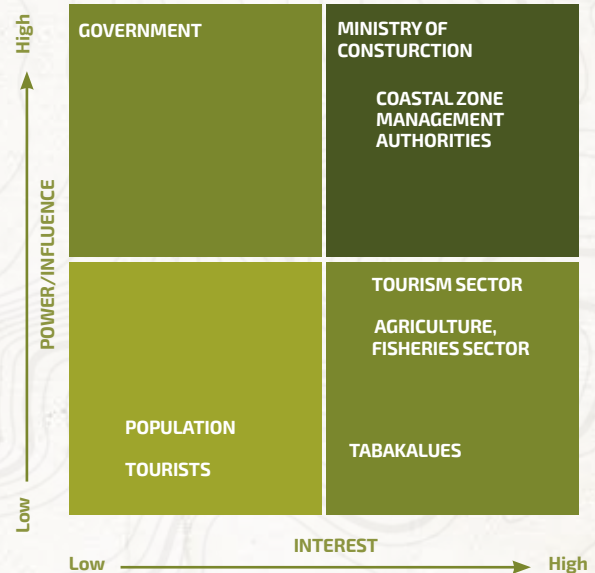 High
POWER/INFLUENCE
Low
GOVERNMENT
MINISTRY OF
CONSTURCTION
COASTAL ZONE
MANAGEMENT
AUTHORITIES
POPULATION
TOURISTS
TOURISM SECTOR
AGRICULTURE,
FISHERIES SECTOR
TABAKALUES
INTEREST
Low
High